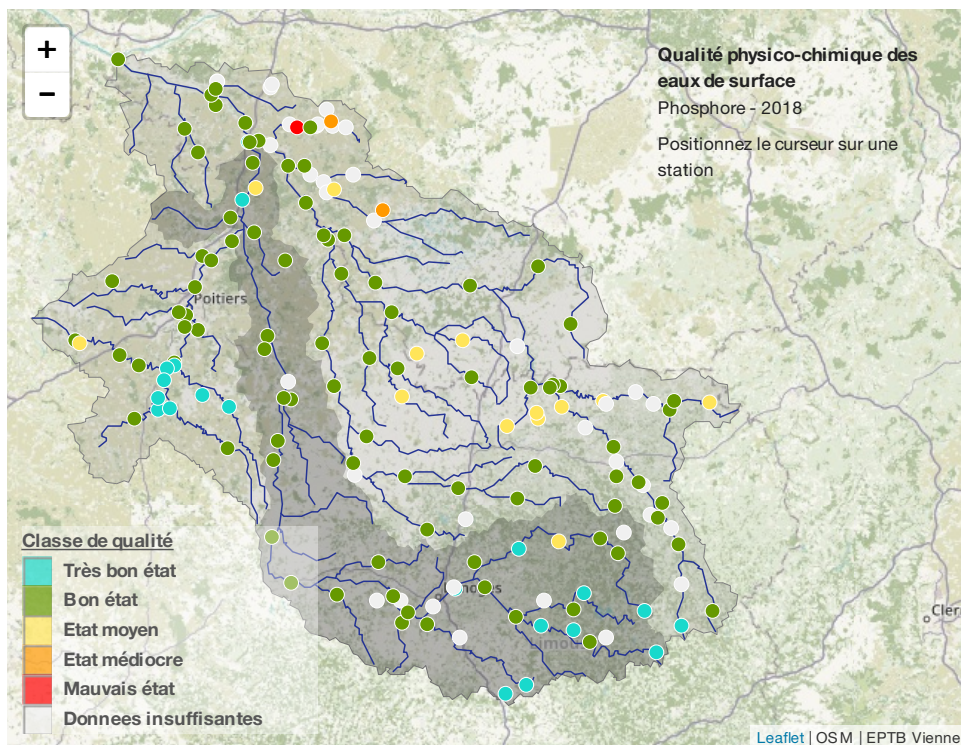 +
−
Qualité physico-chimique des
eaux de surface
Phosphore - 2018
Positionnez le curseur sur une
station
Poitiers
Classe de qualité
Très bon état
Bon état
Etat moyen
Etat médiocre
Mauvais état
Donnees insuffisantes
Leaflet | OSM | EPTB Vienne